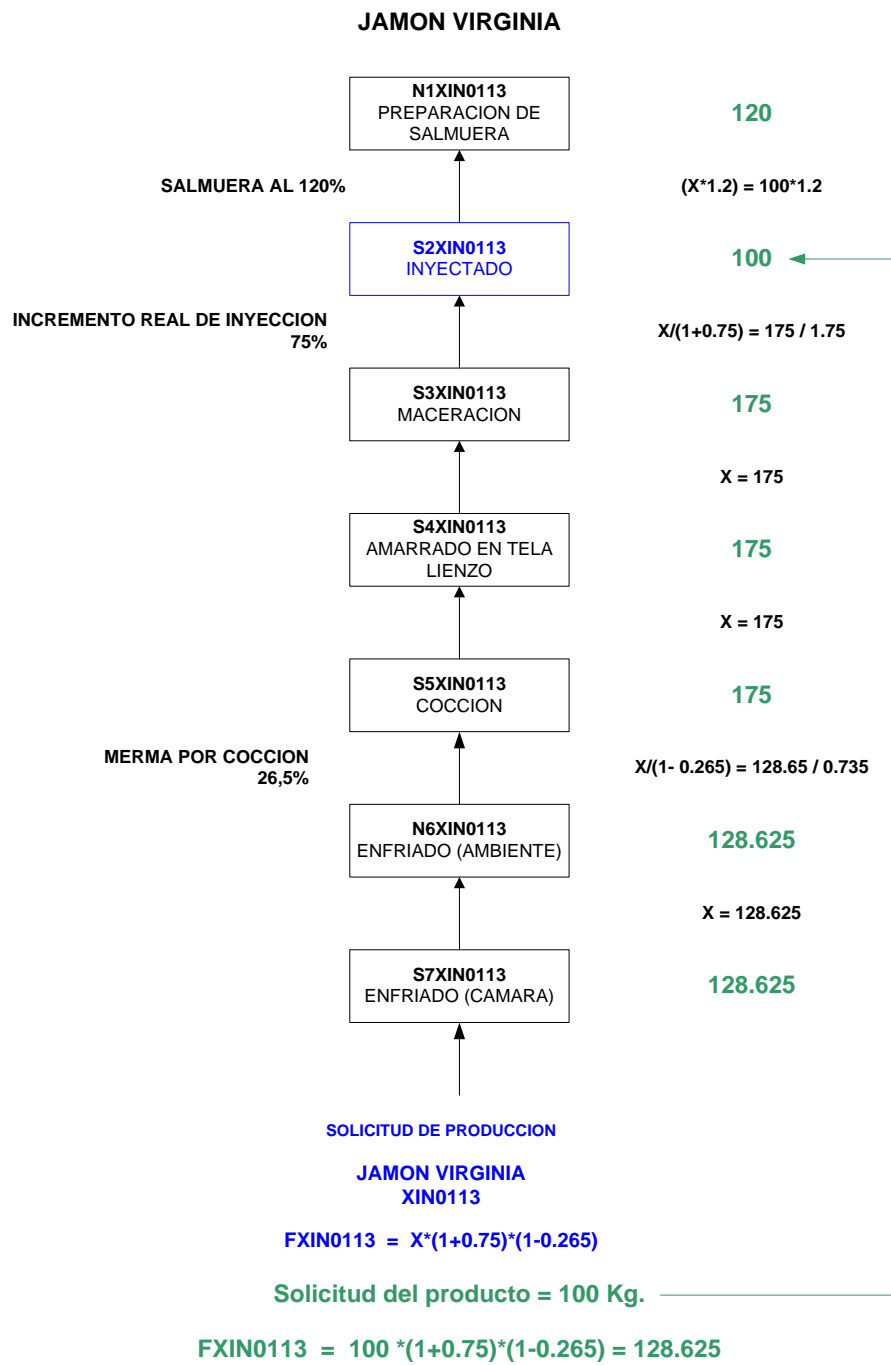 JAMON VIRGINIA
N1XIN0113
PREPARACION DE
SALMUERA
120
SALMUERA AL 120%
(X*1.2) = 100*1.2
S2XIN0113
INYECTADO
100
INCREMENTO REAL DE INYECCION
75%
X/(1+0.75) = 175 / 1.75
S3XIN0113
MACERACION
175
X = 175
S4XIN0113
AMARRADO EN TELA
LIENZO
175
X = 175
S5XIN0113
COCCION
175
MERMA POR COCCION
26,5%
X/(1- 0.265) = 128.65 / 0.735
N6XIN0113
ENFRIADO (AMBIENTE)
128.625
X = 128.625
S7XIN0113
ENFRIADO (CAMARA)
128.625
SOLICITUD DE PRODUCCION
JAMON VIRGINIA
XIN0113
FXIN0113 = X*(1+0.75)*(1-0.265)
Solicitud del producto = 100 Kg.
FXIN0113 = 100 *(1+0.75)*(1-0.265) = 128.625